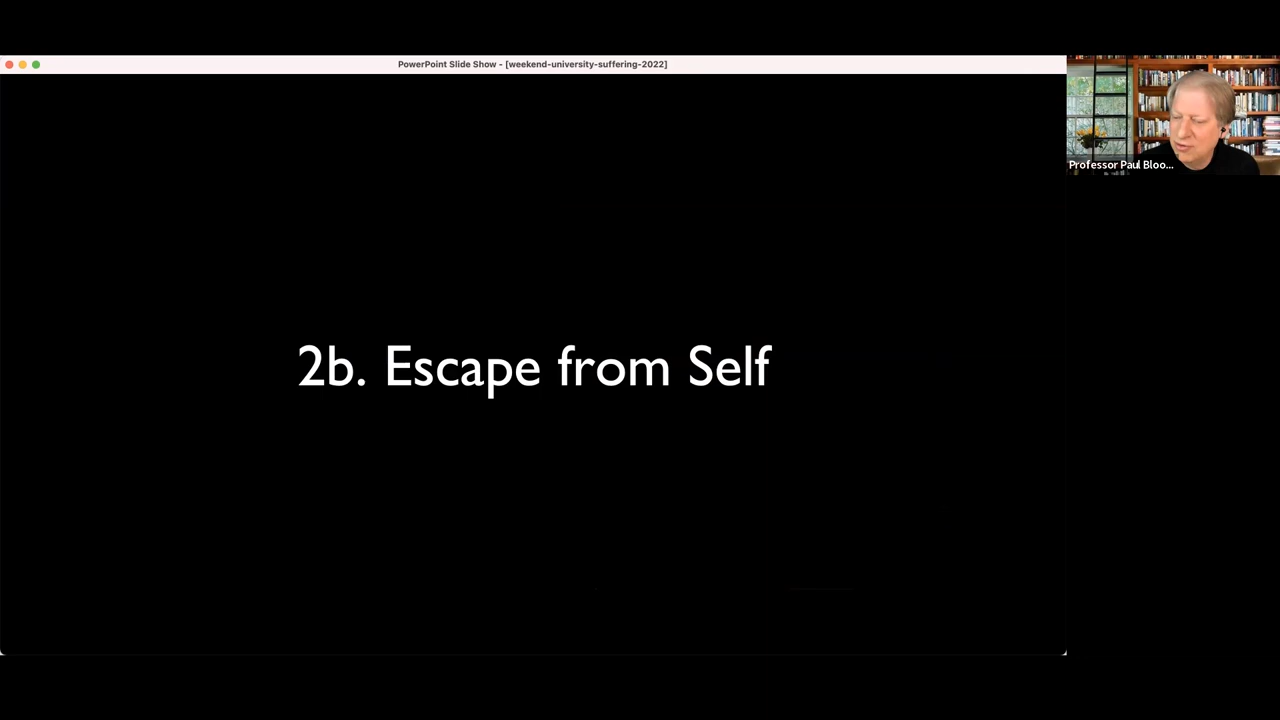 PowerPoint Slide Show - [weekend-university-suffering-2022]
Professor Paul Bloo...
2b. Escape from Self